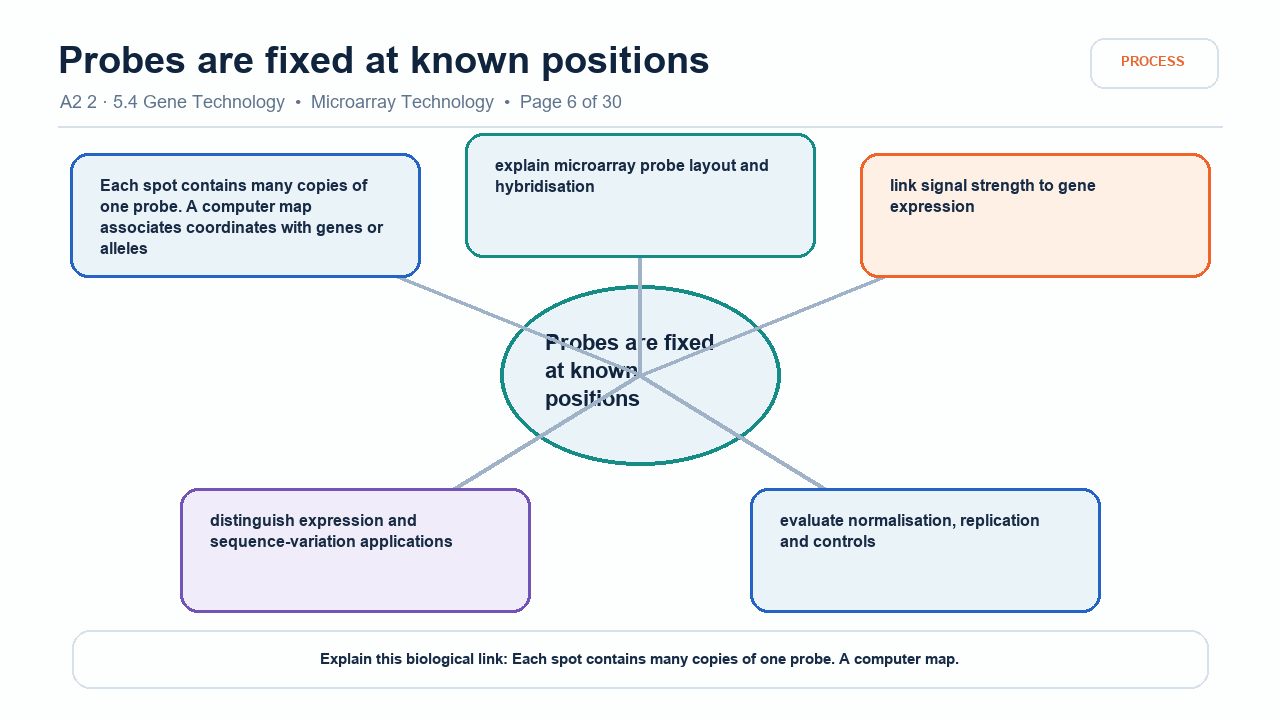 Probes are fixed at known positions
PROCESS
A2 2 · 5.4 Gene Technology • Microarray Technology • Page 6 of 30
Each spot contains many copies of
one probe. A computer map
associates coordinates with genes or
alleles
explain microarray probe layout and
hybridisation
link signal strength to gene
expression
Probes are fixed
at known
positions
distinguish expression and
sequence-variation applications
evaluate normalisation, replication
and controls
Explain this biological link: Each spot contains many copies of one probe. A computer map.